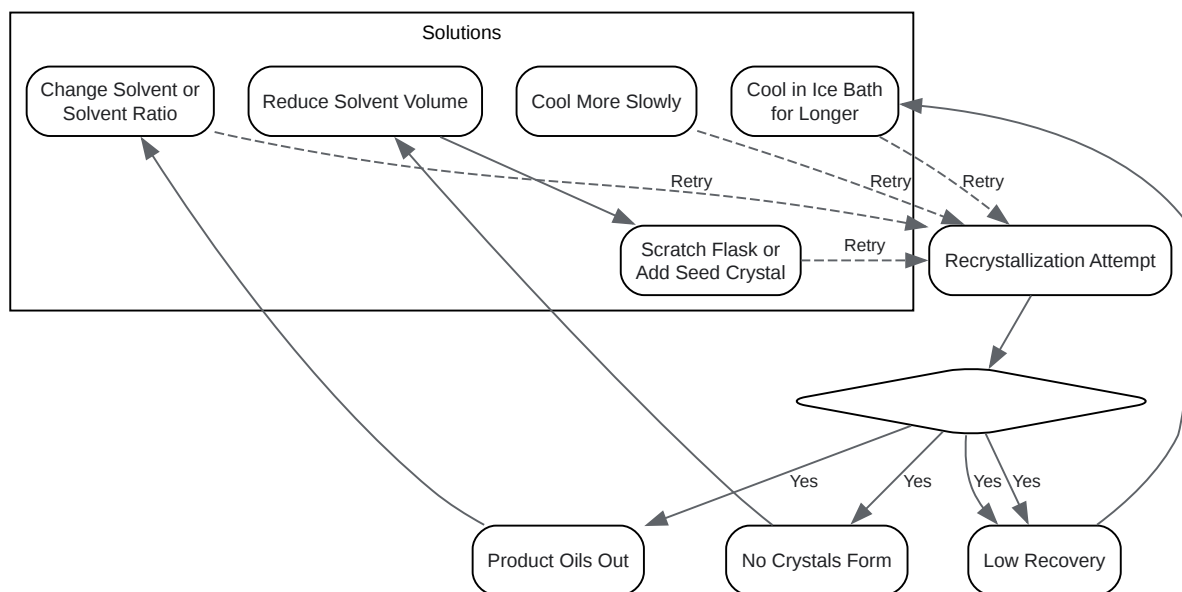 Solutions
Change Solvent or
Solvent Ratio
Reduce Solvent Volume
Cool More Slowly
Cool in Ice Bath
for Longer
Retry
Retry
Retry
Scratch Flask or
Add Seed Crystal
Retry
Recrystallization Attempt
Yes
Yes
Yes
Yes
Product Oils Out
No Crystals Form
Low Recovery